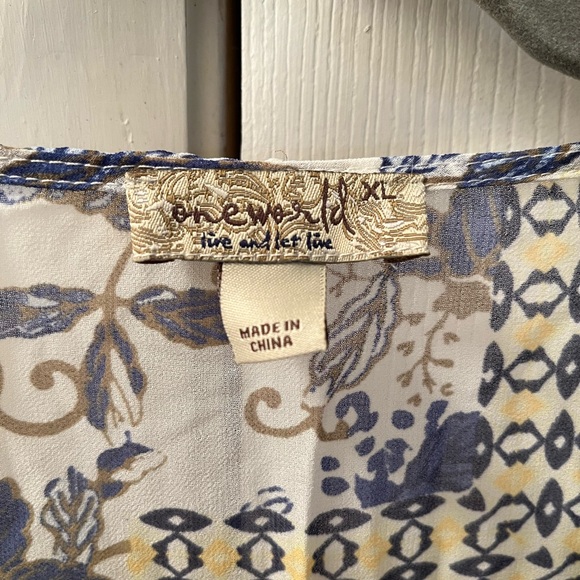 oneworld XL
live and let live
MADE IN
CHINA